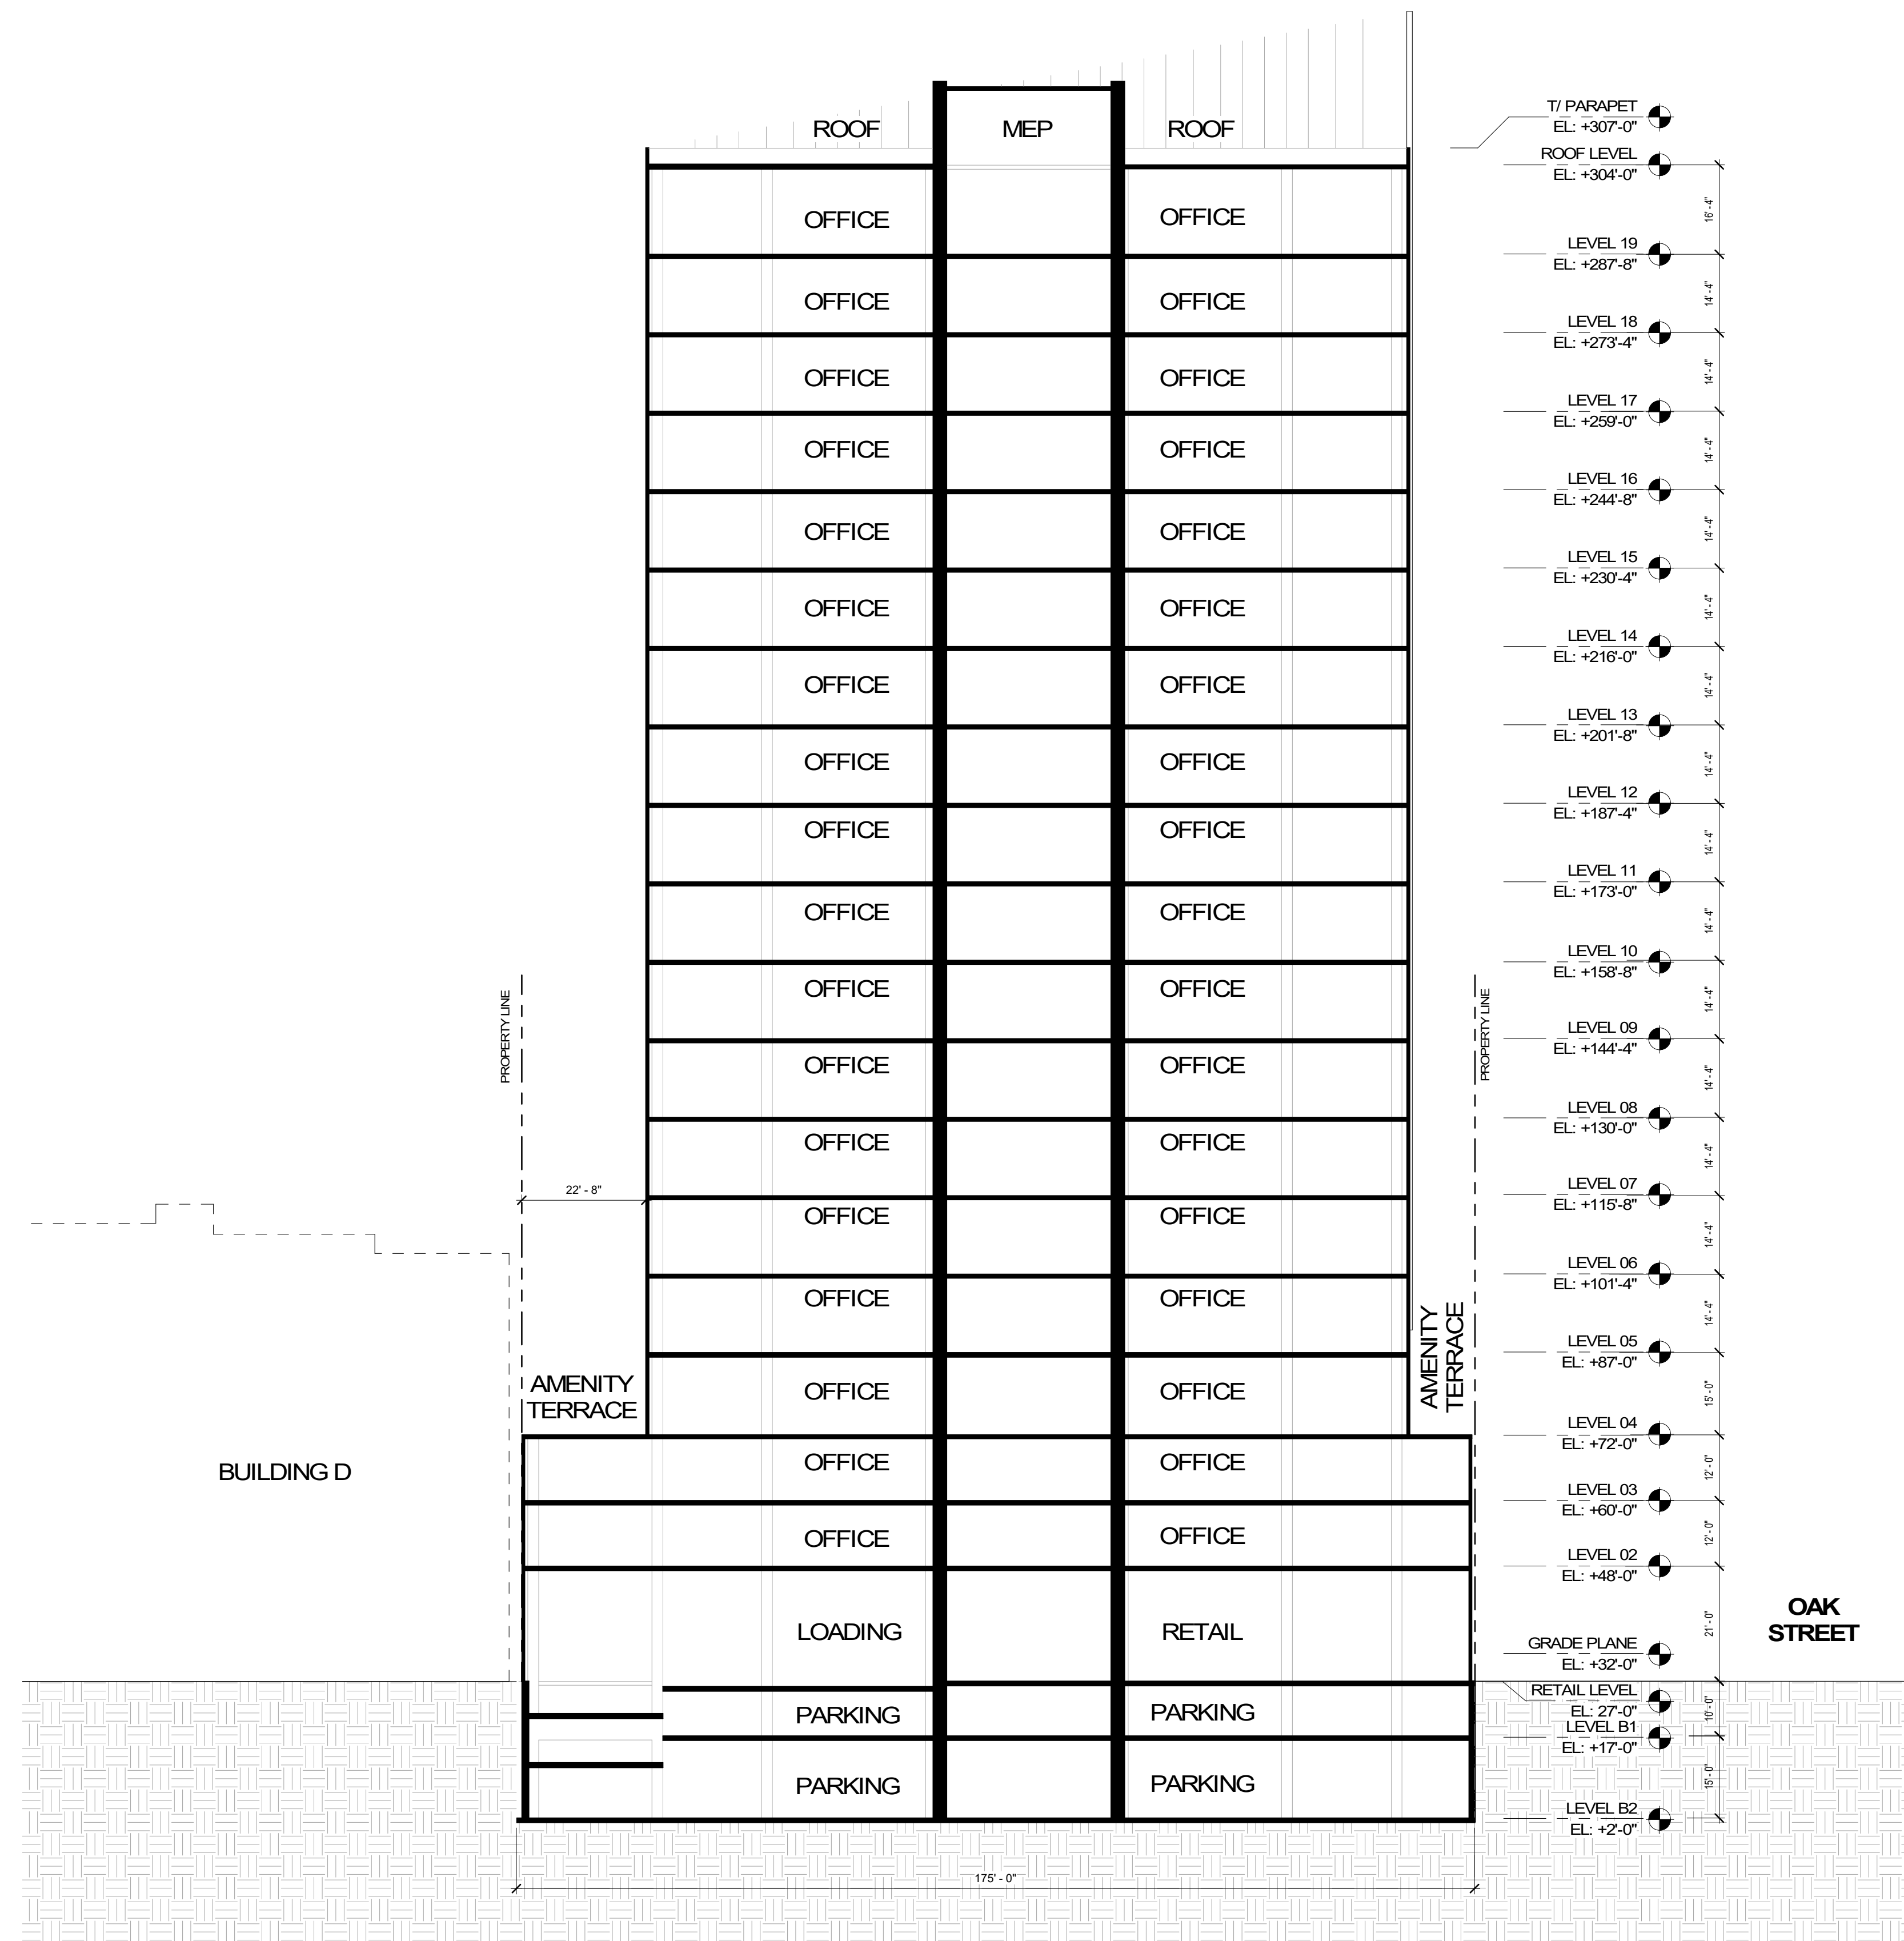 T/ PARAPET
EL: +307'-0"
ROOF MEP ROOF
ROOF LEVEL
EL: +304'-0"
16' - 4"
OFFICE OFFICE
LEVEL 19
EL: +287'-8"
14' - 4"
OFFICE OFFICE
LEVEL 18
EL: +273'-4"
14' - 4"
OFFICE OFFICE
LEVEL 17
EL: +259'-0"
14' - 4"
OFFICE OFFICE
LEVEL 16
EL: +244'-8"
14' - 4"
OFFICE OFFICE
LEVEL 15
EL: +230'-4"
14' - 4"
OFFICE OFFICE
LEVEL 14
EL: +216'-0"
14' - 4"
OFFICE OFFICE
LEVEL 13
EL: +201'-8"
14' - 4"
OFFICE OFFICE
LEVEL 12
EL: +187'-4"
14' - 4"
OFFICE OFFICE
LEVEL 11
EL: +173'-0"
14' - 4"
OFFICE OFFICE
LEVEL 10
EL: +158'-8"
14' - 4"
OFFICE OFFICE
PROPERTY LINE
PROPERTY LINE
LEVEL 09
EL: +144'-4"
14' - 4"
OFFICE OFFICE
LEVEL 08
EL: +130'-0"
14' - 4"
OFFICE OFFICE
22' - 8"
LEVEL 07
EL: +115'-8"
14' - 4"
OFFICE OFFICE
LEVEL 06
EL: +101'-4"
14' - 4"
OFFICE OFFICE
LEVEL 05
EL: +87'-0"
15' - 0"
AMENITY
TERRACE
OFFICE OFFICE
AMENITY
TERRACE
LEVEL 04
EL: +72'-0"
12' - 0"
BUILDING D
OFFICE OFFICE
LEVEL 03
EL: +60'-0"
12' - 0"
OFFICE OFFICE
LEVEL 02
EL: +48'-0"
21' - 0"
OAK
STREET
LOADING RETAIL
GRADE PLANE
EL: +32'-0"
RETAIL LEVEL
EL: 27'-0"
10' - 0"
PARKING PARKING
LEVEL B1
EL: +17'-0"
15' - 0"
PARKING PARKING
LEVEL B2
EL: +2'-0"
175' - 0"